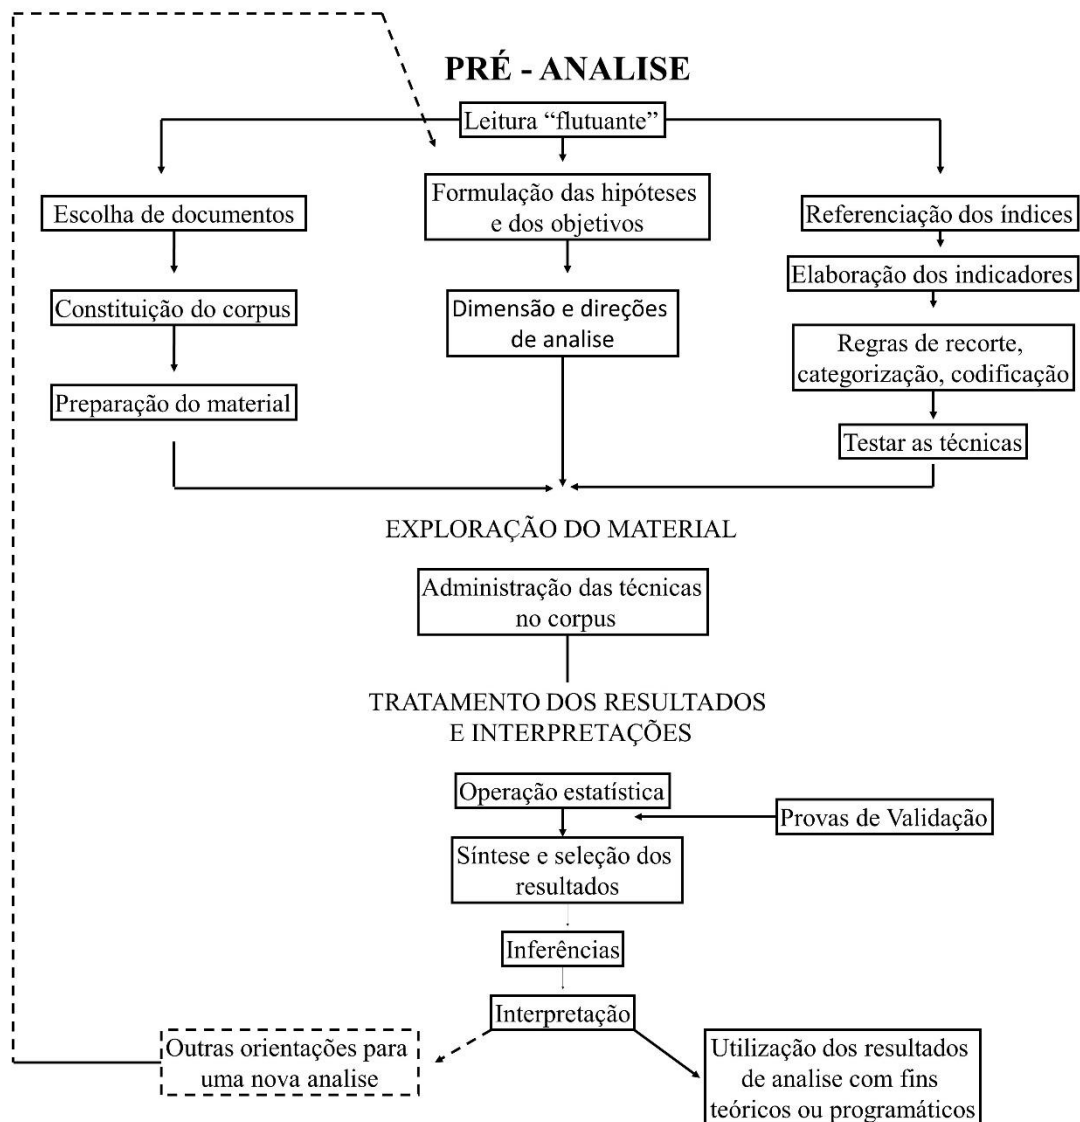 PRÉ - ANALISE
Leitura “flutuante”
Escolha de documentos
Formulação das hipóteses
e dos objetivos
Referenciação dos índices
Constituição do corpus
Dimensão e direções
de analise
Elaboração dos indicadores
Preparação do material
Regras de recorte,
categorização, codificação
Testar as técnicas
EXPLORAÇÃO DO MATERIAL
Administração das técnicas
no corpus
TRATAMENTO DOS RESULTADOS
E INTERPRETAÇÕES
Operação estatística
Provas de Validação
Síntese e seleção dos
resultados
Inferências
Interpretação
Outras orientações para
uma nova analise
Utilização dos resultados
de analise com fins
teóricos ou programáticos